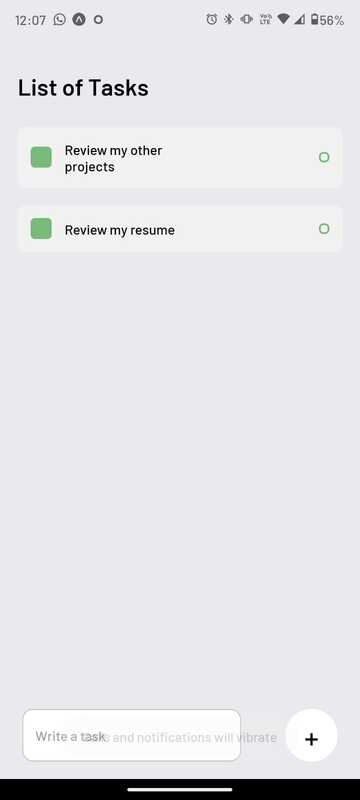 12:07
VoLTE
56%
List of Tasks
Review my other
projects
Review my resume
Write a task
Calls and notifications will vibrate
+